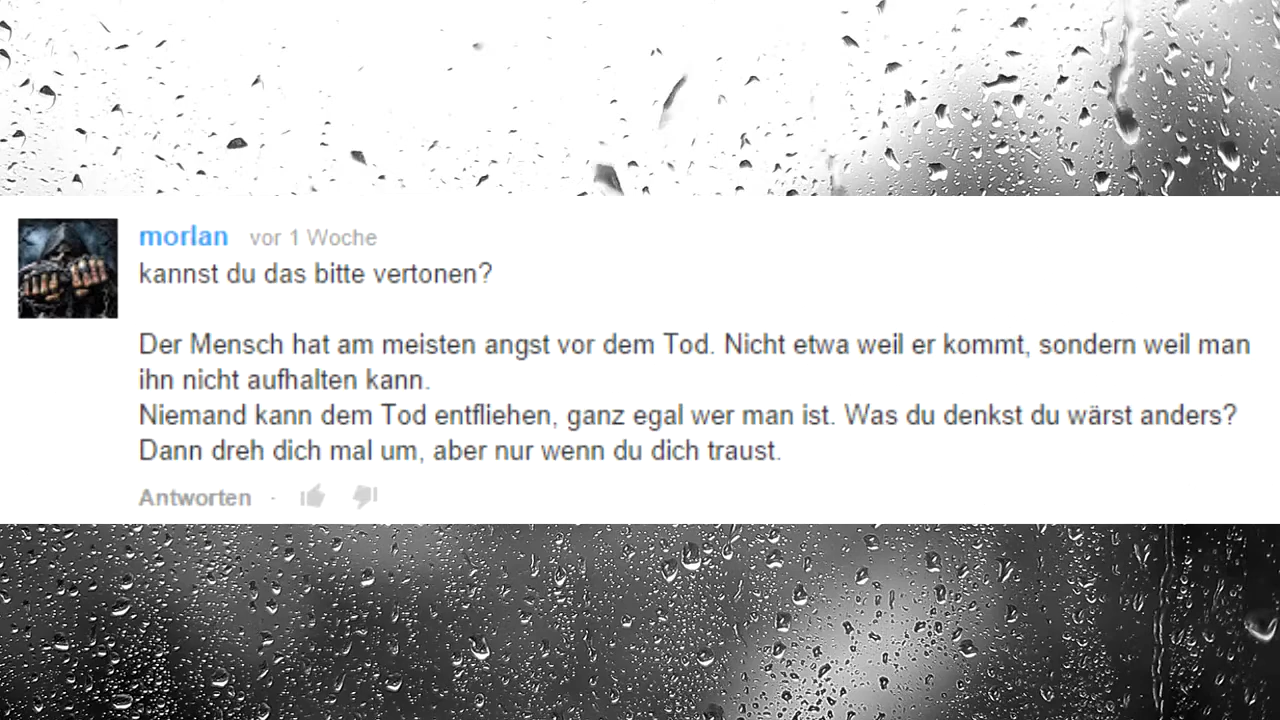 morlan vor 1 Woche
kannst du das bitte vertonen?
Der Mensch hat am meisten angst vor dem Tod. Nicht etwa weil er kommt, sondern weil man
ihn nicht aufhalten kann.
Niemand kann dem Tod entfliehen, ganz egal wer man ist. Was du denkst du wärst anders?
Dann dreh dich mal um, aber nur wenn du dich traust.
Antworten ·